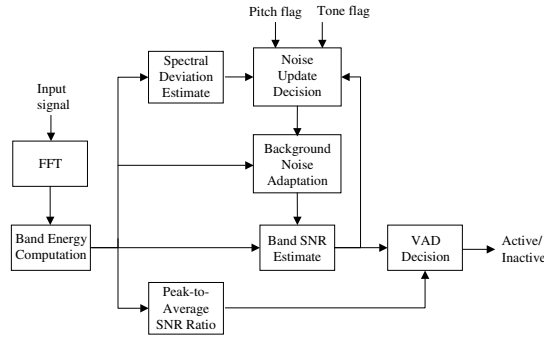 Pitch flag
Tone flag
Input
signal
Spectral
Deviation
Estimate
Noise
Update
Decision
FFT
Background
Noise
Adaptation
Band Energy
Computation
Band SNR
Estimate
VAD
Decision
Active/
Inactive
Peak-to-
Average
SNR Ratio